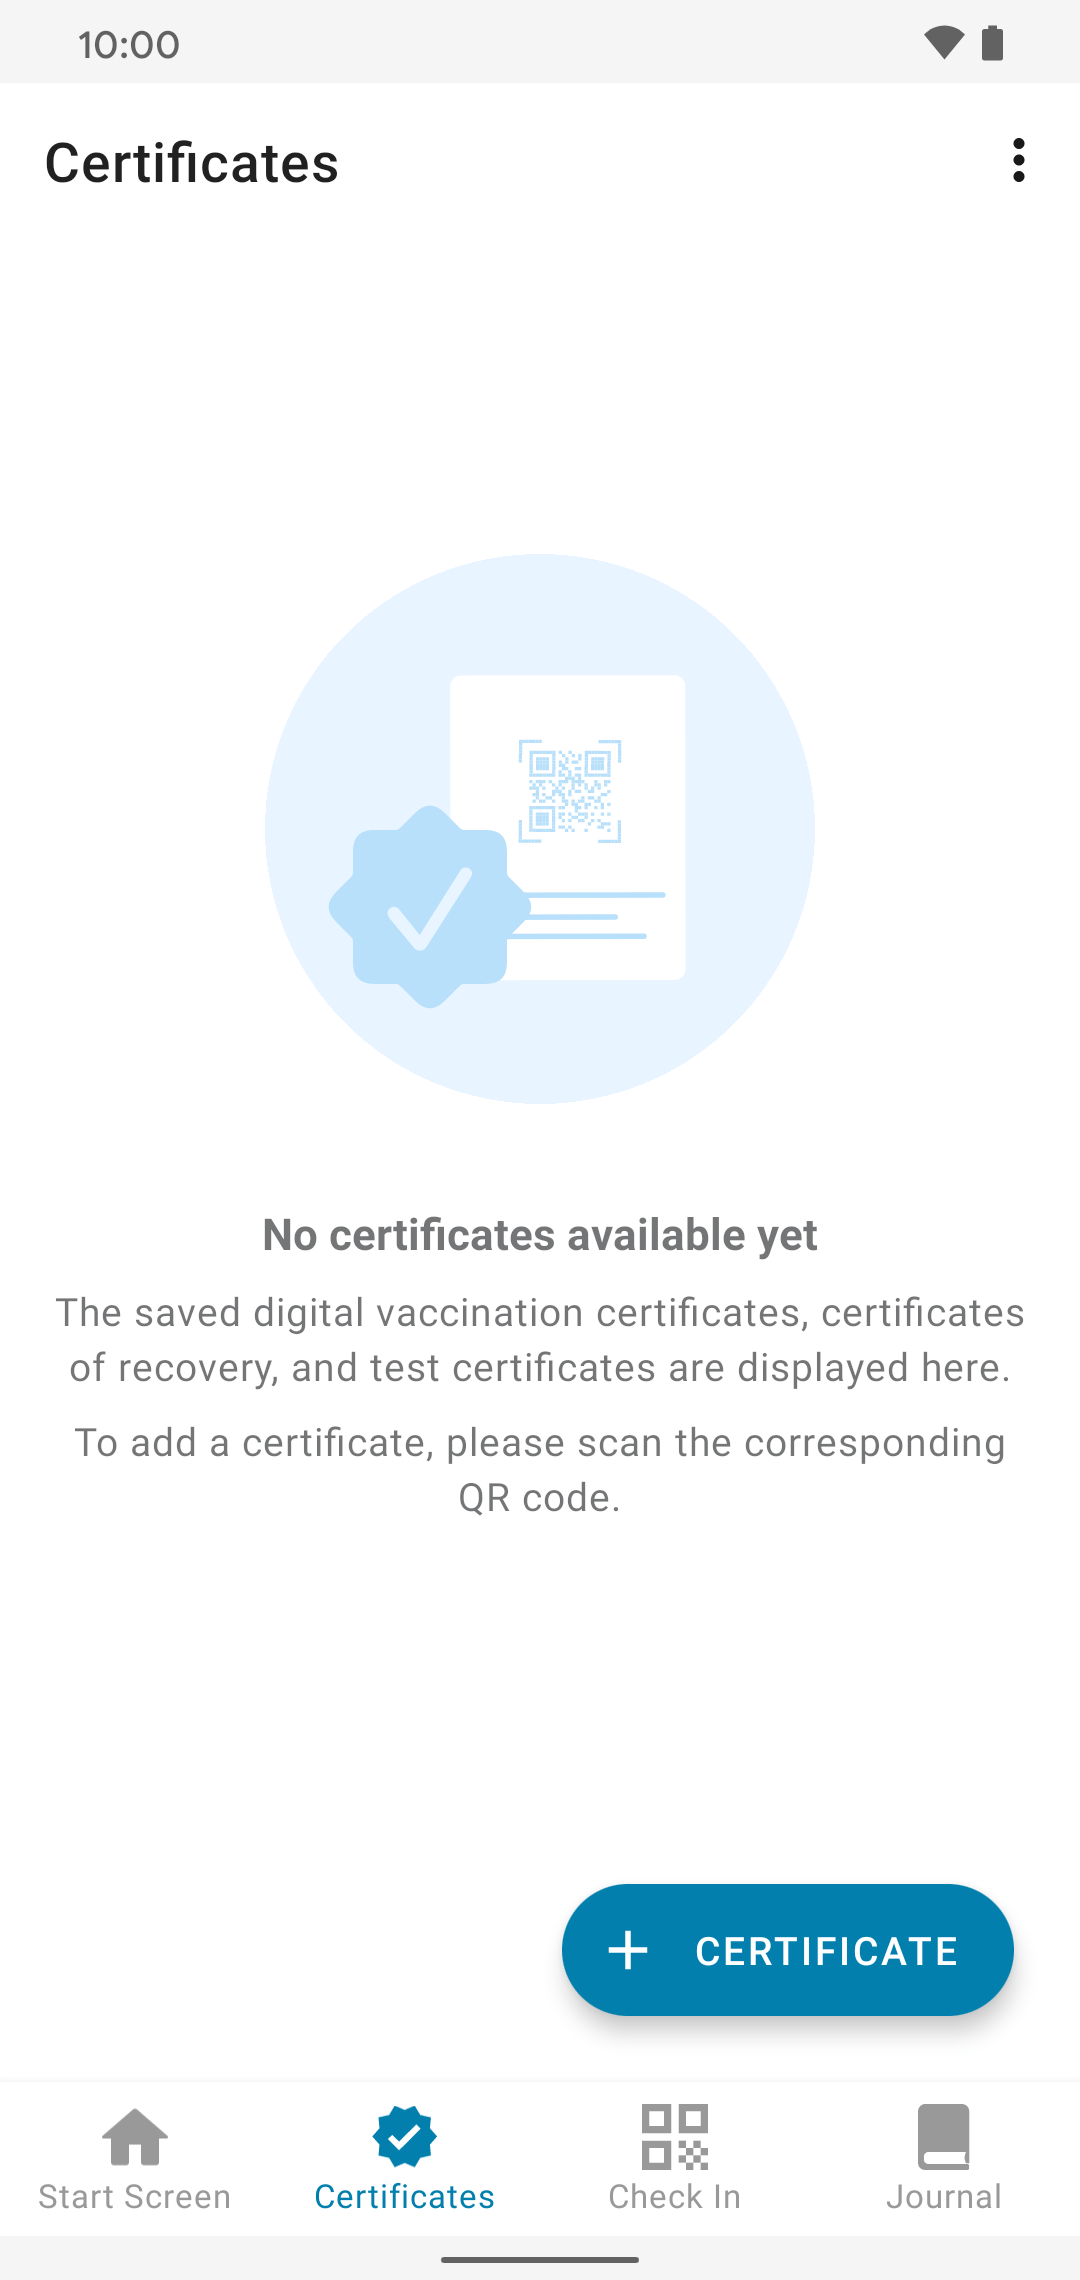 10:00
Certificates
No certificates available yet
The saved digital vaccination certificates, certificates
of recovery, and test certificates are displayed here.
To add a certificate, please scan the corresponding
QR code.
CERTIFICATE
Start Screen
Certificates
Check In
Journal